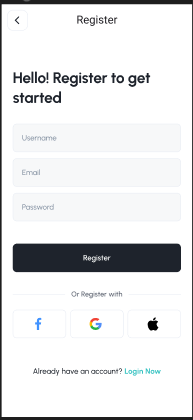 Register
Hello! Register to get
started
Username
Email
Password
Register
Or Register with
Already have an account? Login Now